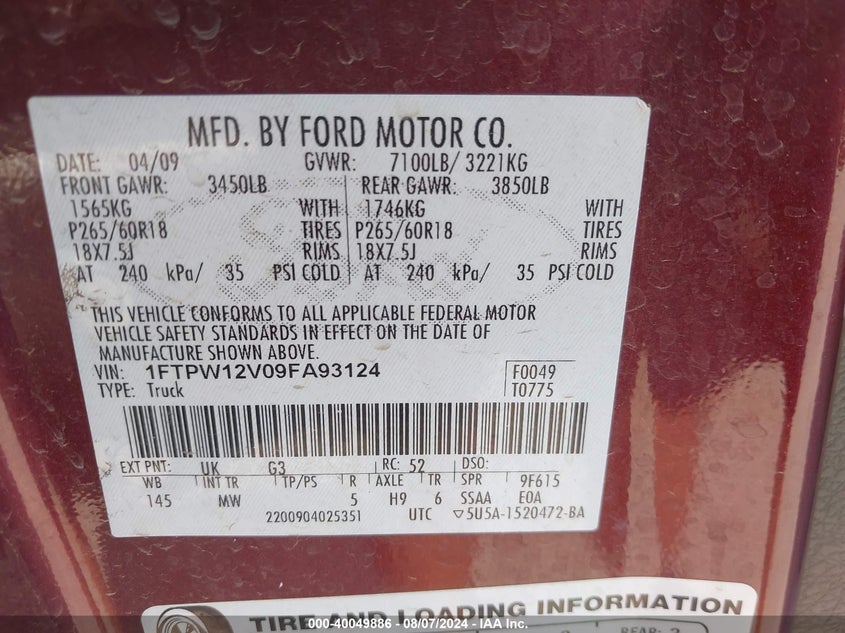 MFD. BY FORD MOTOR CO.
DATE: 04/09 GVWR: 7100LB/ 3221KG
FRONT GAWR: 3450LB REAR GAWR: 3850LB
1565KG WITH 1746KG WITH
P265/60R18 TIRES P265/60R18 TIRES
18X7.5J RIMS 18X7.5J RIMS
AT 240 kPa/ 35 PSI COLD AT 240 kPa/ 35 PSI COLD
THIS VEHICLE CONFORMS TO ALL APPLICABLE FEDERAL MOTOR
VEHICLE SAFETY STANDARDS IN EFFECT ON THE DATE OF
MANUFACTURE SHOWN ABOVE.
VIN: 1FTPW12V09FA93124 F0049
TYPE: Truck T0775
EXT PNT: UK G3 RC: 52 DSO:
WB INT TR TP/PS R AXLE TR SPR 9F615
145 MW 5 H9 6 SSAA E0A
2200904025351 UTC ▽5U5A-1520472-BA
TIRE AND LOADING INFORMATION
000-40049886 - 08/07/2024 - IAA Inc.